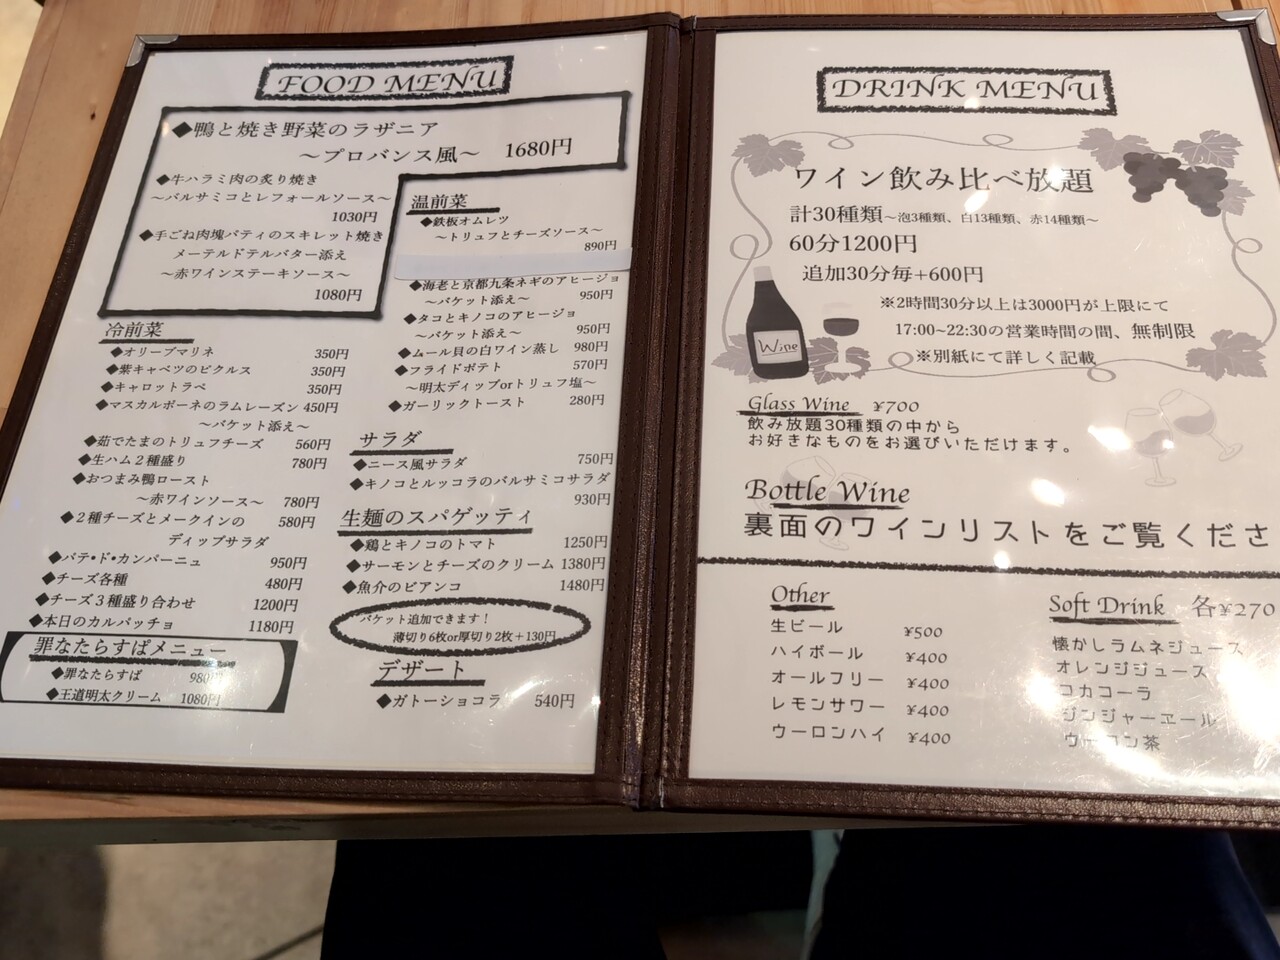 FOOD MENU
◆鴨と焼き野菜のラザニア
～プロバンス風～ 1680円
◆牛ハラミ肉の炙り焼き
～バルサミコとレフォールソース～
1030円
◆手ごね肉塊パティのスキレット焼き
メーテルドテルバター添え
～赤ワインステーキソース～
1080円
冷前菜
◆オリーブマリネ 350円
◆紫キャベツのピクルス 350円
◆キャロットラペ 350円
◆マスカルポーネのラムレーズン 450円
～バケット添え～
◆茹でたまのトリュフチーズ 560円
◆生ハム2種盛り 780円
◆おつまみ鴨ロースト
～赤ワインソース～ 780円
◆2種チーズとメークインの 580円
ディップサラダ
◆パテ・ド・カンパーニュ 950円
◆チーズ各種 480円
◆チーズ3種盛り合わせ 1200円
◆本日のカルパッチョ 1180円
罪なたらすぱメニュー
◆罪なたらすぱ 980円
◆王道明太クリーム 1080円
温前菜
◆鉄板オムレツ
～トリュフとチーズソース～
890円
◆海老と京都九条ネギのアヒージョ
～バケット添え～ 950円
◆タコとキノコのアヒージョ
～バケット添え～ 950円
◆ムール貝の白ワイン蒸し 980円
◆フライドポテト 570円
～明太ディップorトリュフ塩～
◆ガーリックトースト 280円
サラダ
◆ニース風サラダ 750円
◆キノコとルッコラのバルサミコサラダ
930円
生麺のスパゲッティ
◆鶏とキノコのトマト 1250円
◆サーモンとチーズのクリーム 1380円
◆魚介のビアンコ 1480円
バケット追加できます！
薄切り6枚or厚切り2枚＋130円
デザート
◆ガトーショコラ 540円
DRINK MENU
ワイン飲み比べ放題
計30種類～泡3種類、白13種類、赤14種類～
60分1200円
追加30分毎+600円
※2時間30分以上は3000円が上限にて
17:00~22:30の営業時間の間、無制限
※別紙にて詳しく記載
Wine
Glass Wine ¥700
飲み放題30種類の中から
お好きなものをお選びいただけます。
Bottle Wine
裏面のワインリストをご覧くださ
Other
生ビール ¥500
ハイボール ¥400
オールフリー ¥400
レモンサワー ¥400
ウーロンハイ ¥400
Soft Drink 各¥270
懐かしラムネジュース
オレンジジュース
コカコーラ
ジンジャーエール
ウーロン茶